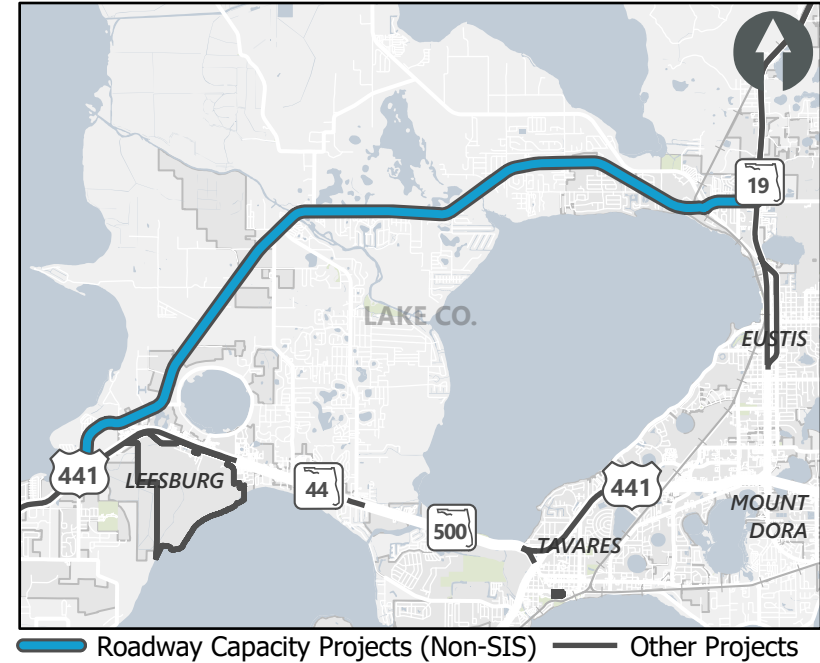 19
LAKE CO.
EUSTIS
441
LEESBURG
44
441
500
MOUNT
DORA
TAVARES
Roadway Capacity Projects (Non-SIS)
Other Projects